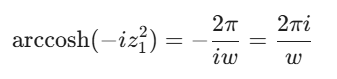 arccosh(−iz₁²) = −2π/(iw) = 2πi/w